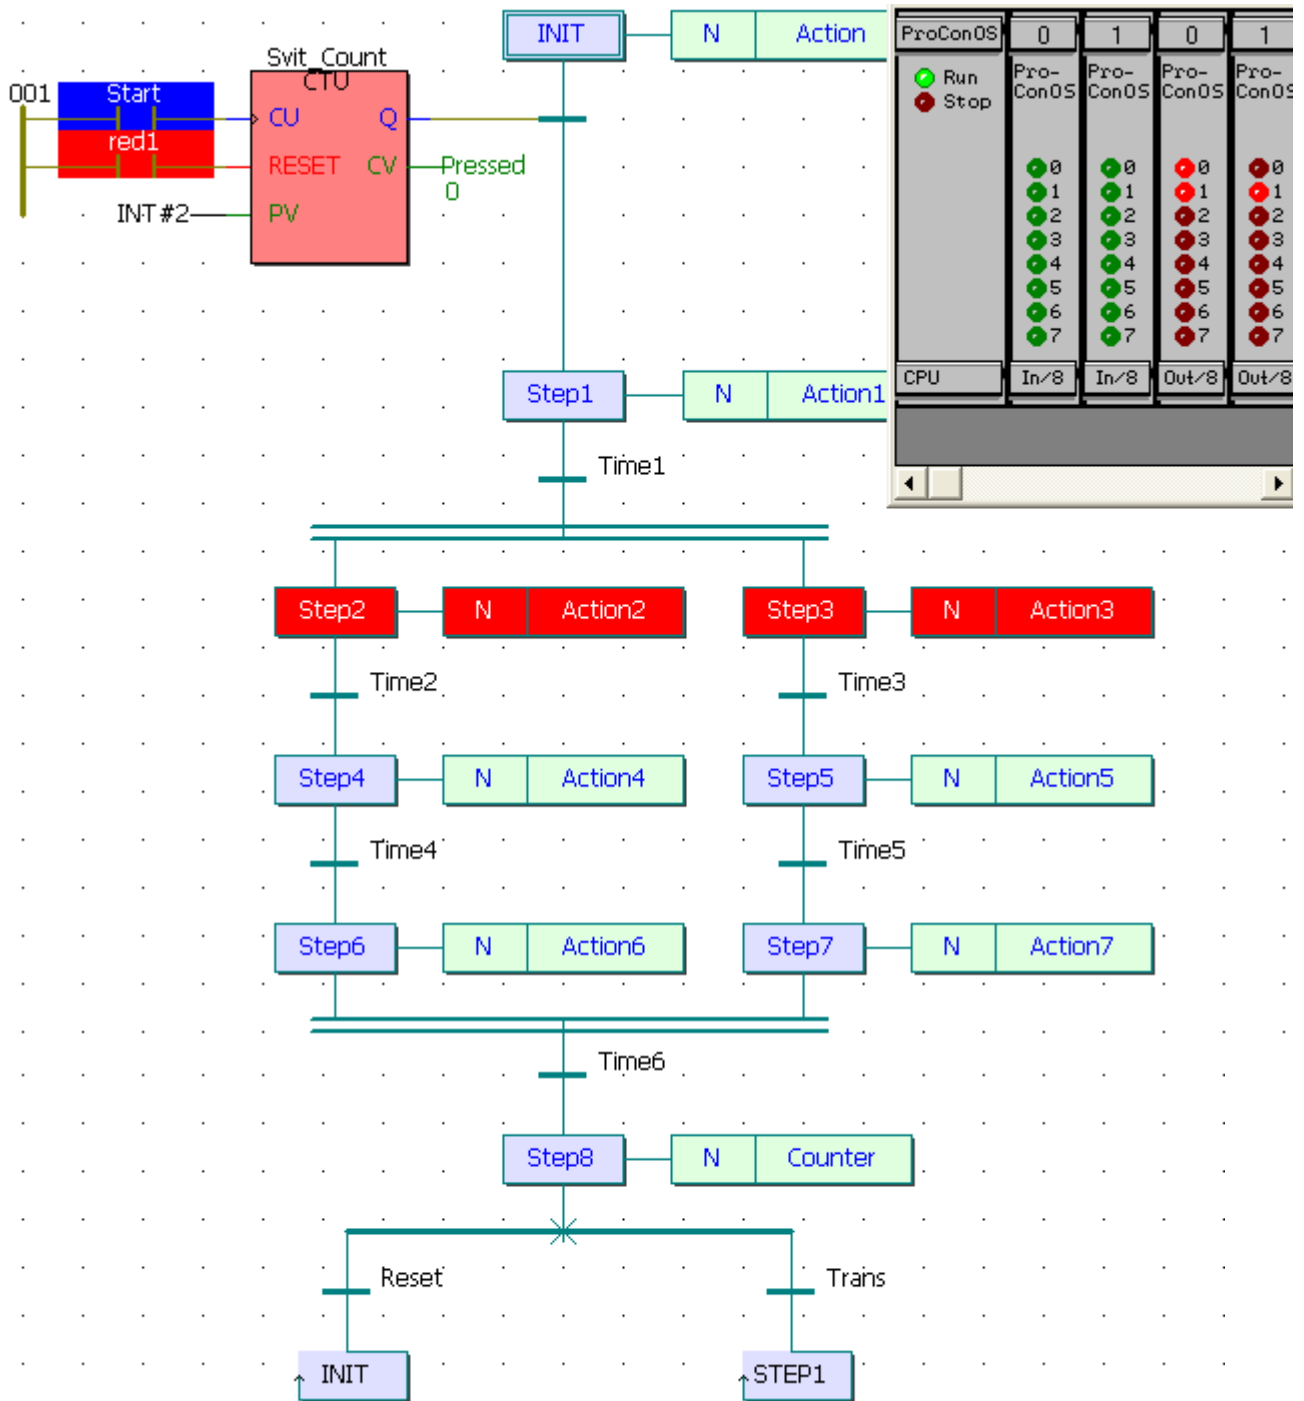 INIT N Action
Svit_Count
CTU
001 Start CU Q
red1 RESET CV Pressed
0
INT#2 PV
ProConOS 0 1 0 1
Run
Stop
Pro-ConOS Pro-ConOS Pro-ConOS Pro-ConOS
0 0 0 0
1 1 1 1
2 2 2 2
3 3 3 3
4 4 4 4
5 5 5 5
6 6 6 6
7 7 7 7
CPU In/8 In/8 Out/8 Out/8
Step1 N Action1
Time1
Step2 N Action2 Step3 N Action3
Time2 Time3
Step4 N Action4 Step5 N Action5
Time4 Time5
Step6 N Action6 Step7 N Action7
Time6
Step8 N Counter
Reset Trans
INIT STEP1